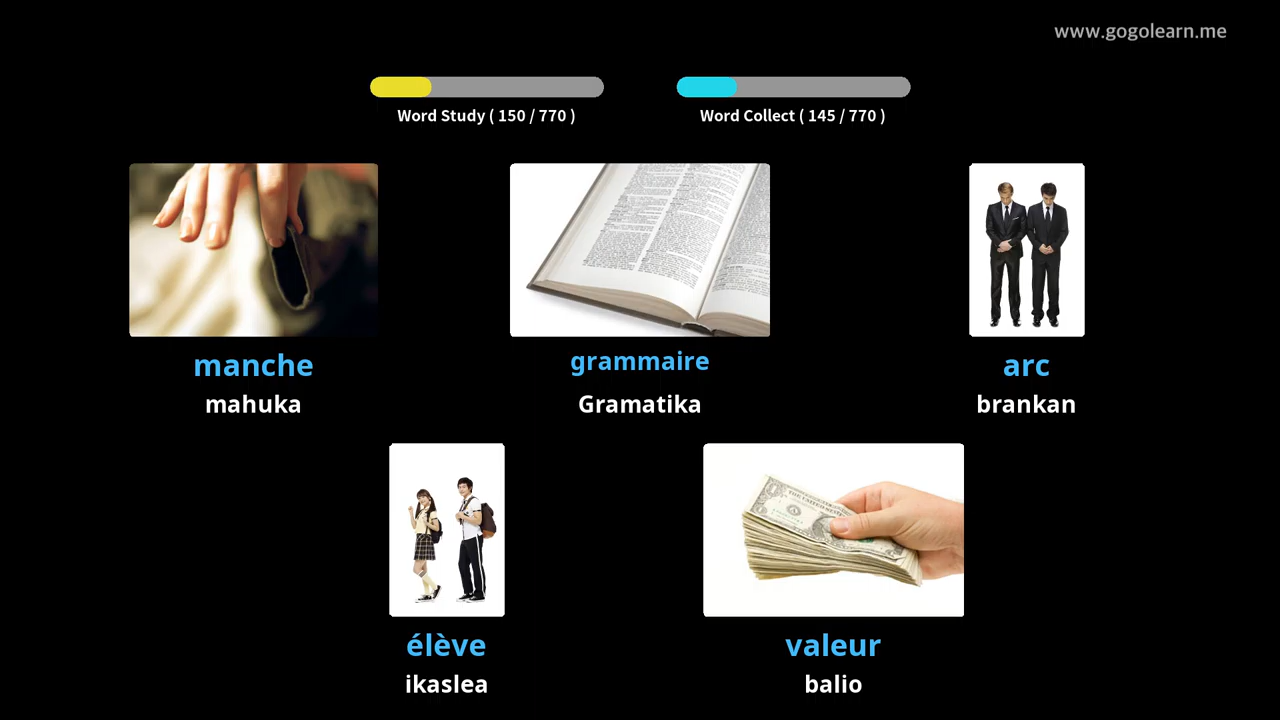 www.gogolearn.me
Word Study ( 150 / 770 )
Word Collect ( 145 / 770 )
manche
mahuka
grammaire
Gramatika
arc
brankan
élève
ikaslea
valeur
balio